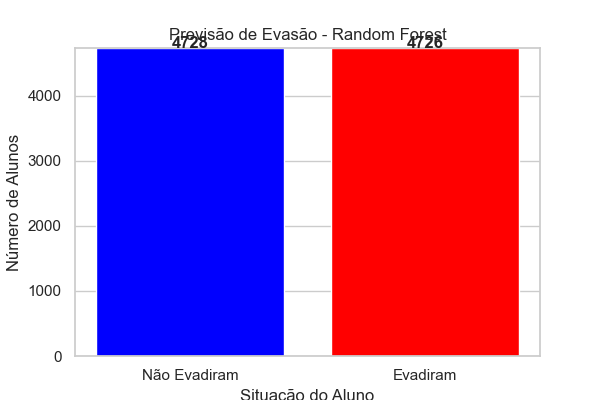 Previsão de Evasão - Random Forest
4728
4726
4000
3000
2000
1000
0
Número de Alunos
Não Evadiram
Evadiram
Situação do Aluno